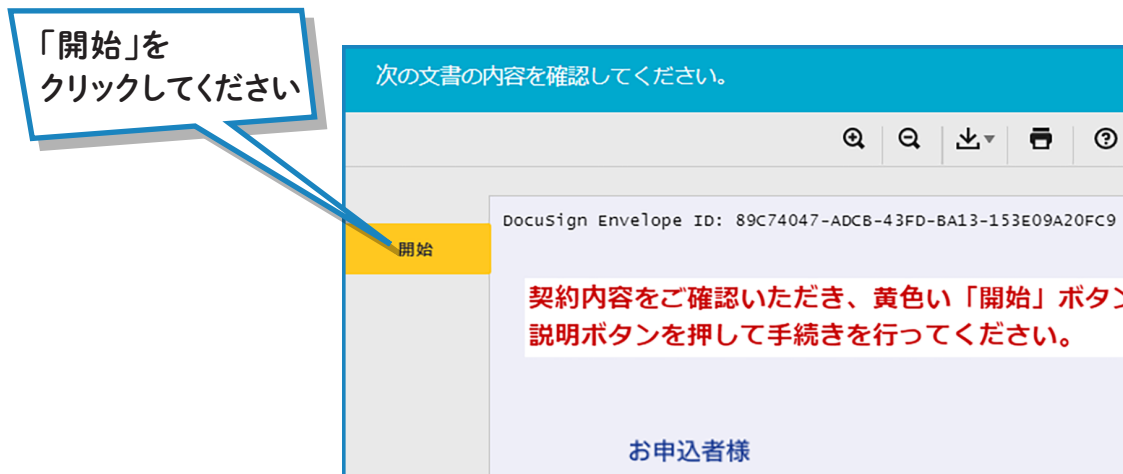 「開始」を
クリックしてください
次の文書の内容を確認してください。
DocuSign Envelope ID: 89C74047-ADCB-43FD-BA13-153E09A20FC9
開始
契約内容をご確認いただき、黄色い「開始」ボタン
説明ボタンを押して手続きを行ってください。
お申込者様